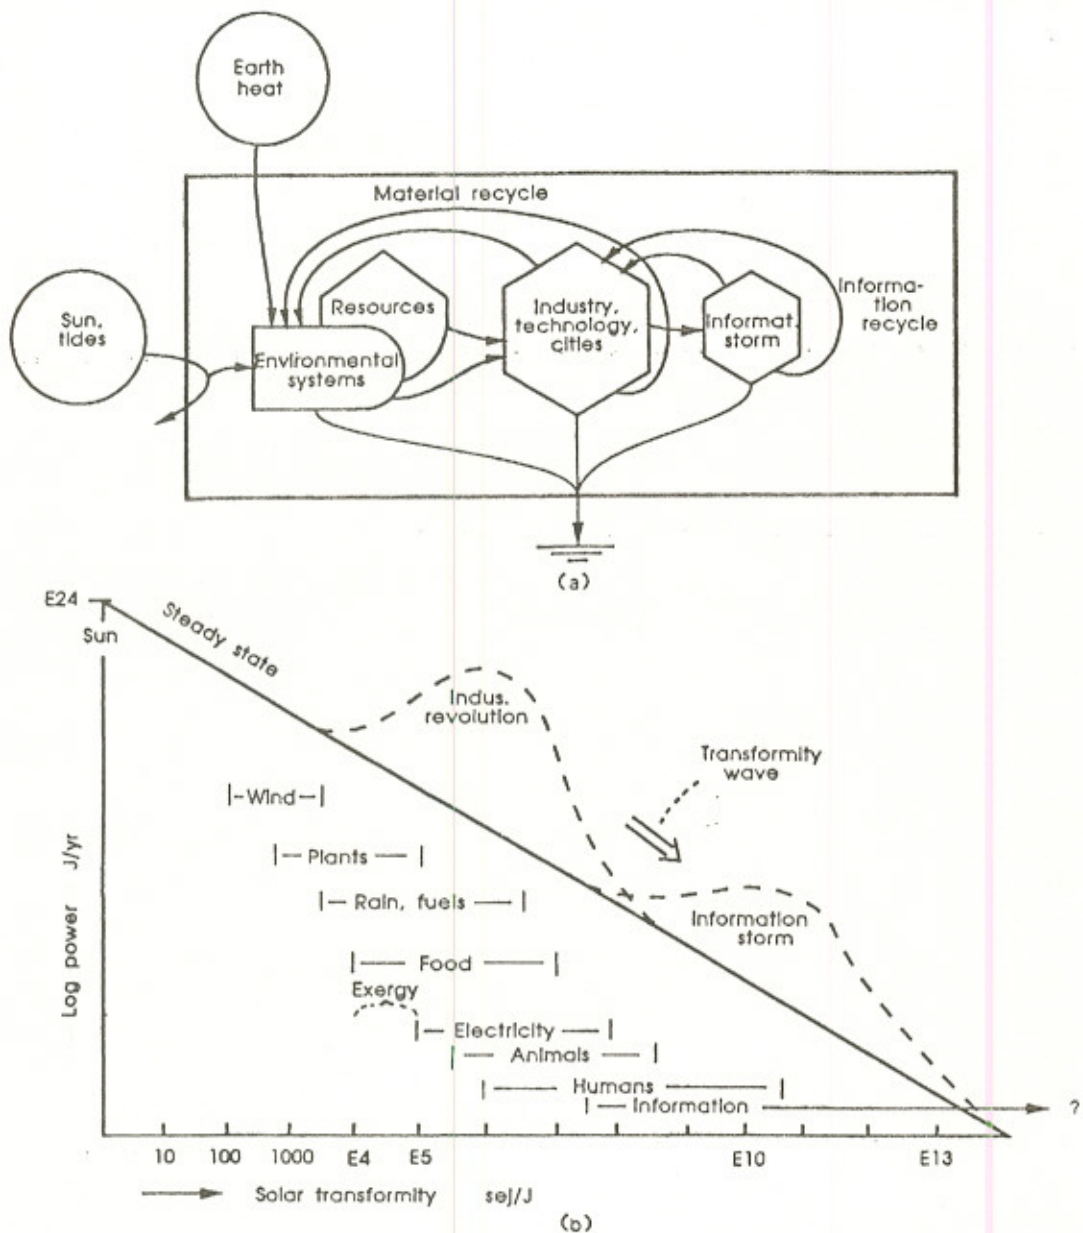 Earth
heat
Material recycle
Sun,
tides
Resources
Environmental
systems
Industry,
technology,
cities
Informat.
storm
Informa-
tion
recycle
(a)
E24
Sun
Steady state
Indus.
revolution
Transformity
wave
Wind
Plants
Rain, fuels
Information
storm
Food
Exergy
Electricity
Animals
Humans
Information
?
Log power J/yr
10 100 1000 E4 E5 E10 E13
Solar transformity sej/J
(b)